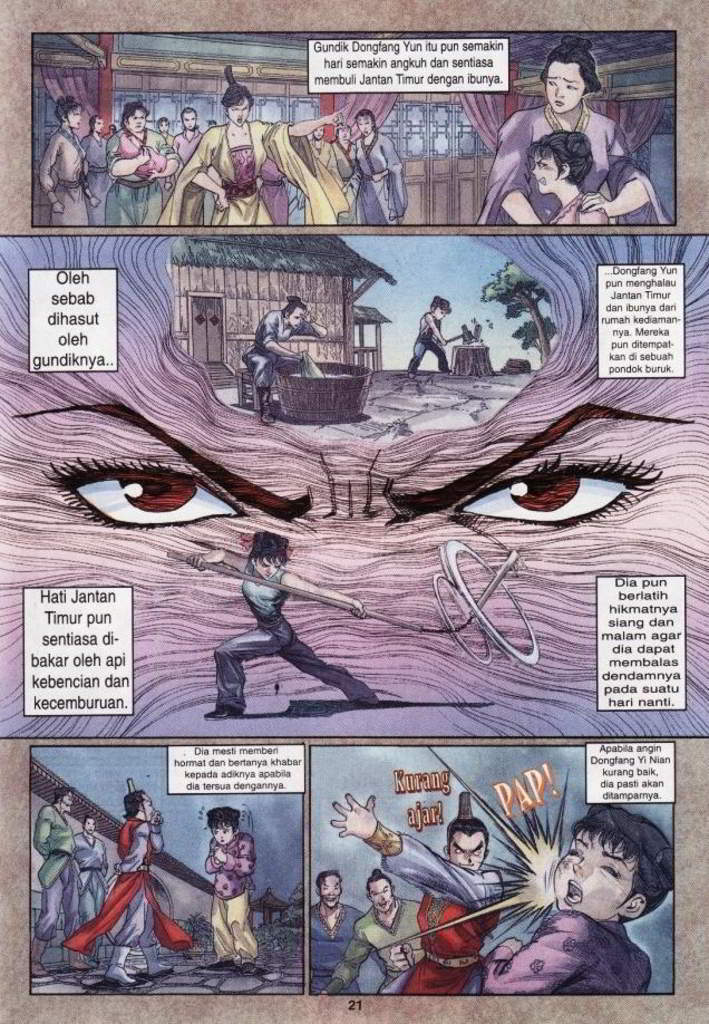 Gundik Dongfang Yun itu pun semakin
hari semakin angkuh dan sentiasa
membuli Jantan Timur dengan ibunya.
Oleh
sebab
dihasut
gundiknya..
...Dongfang Yun
pun menghalau
Jantan Timur
dan ibunya dari
rumah kediaman-
nya. Mereka
pun ditempat-
kan di sebuah
pondok buruk.
Hati Jantan
Timur pun
sentiasa di-
bakar oleh api
kebencian dan
kecemburuan.
Dia pun
berlatih
hikmatnya
siang dan
malam agar
dia dapat
membalas
dendamnya
pada suatu
hari nanti.
Dia mesti memberi
hormat dan bertanya khabar
kepada adiknya apabila
dia tersua dengannya.
Apabila angin
Dongfang Yi Nian
kurang baik,
dia pasti akan
ditamparnya.
Kurang
ajar!
PAP!
21